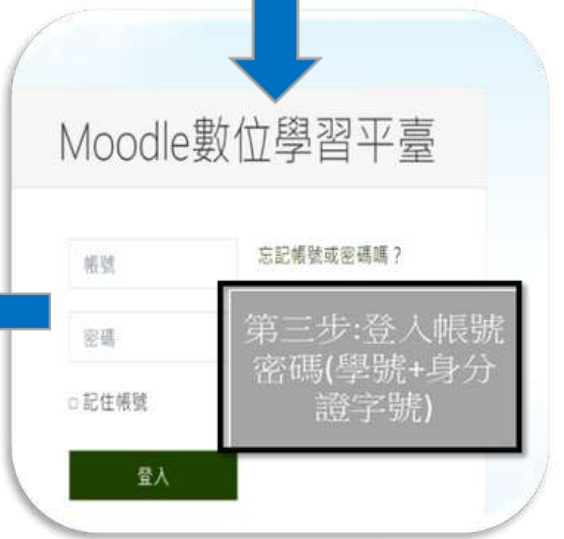 Moodle數位學習平臺
帳號
忘記帳號或密碼嗎？
密碼
第三步:登入帳號
密碼(學號+身分
證字號)
□ 記住帳號
登入